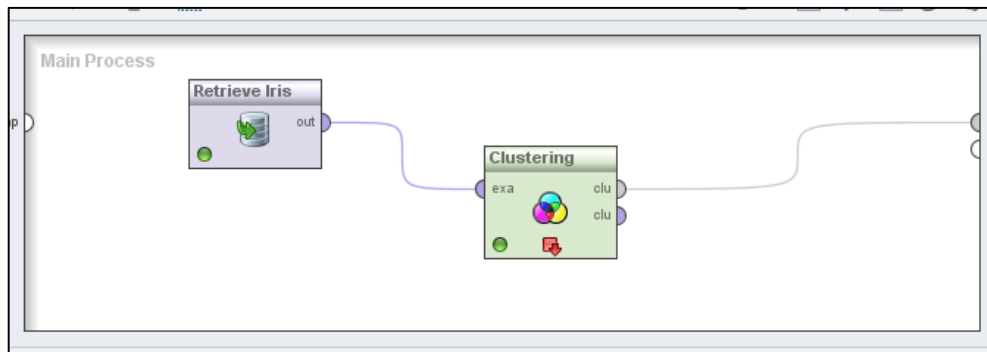 Main Process
Retrieve Iris
out
Clustering
exa
clu
clu